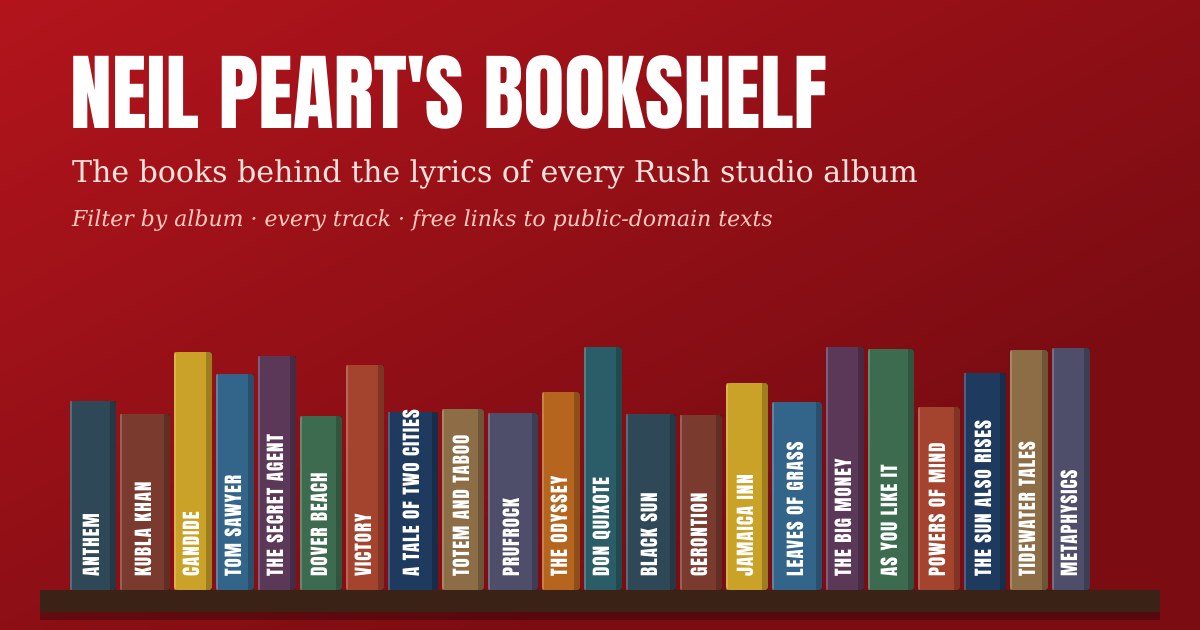 NEIL PEART'S BOOKSHELF
The books behind the lyrics of every Rush studio album
Filter by album · every track · free links to public-domain texts
ANTHEM
KUBLA KHAN
CANDIDE
TOM SAWYER
THE SECRET AGENT
DOVER BEACH
VICTORY
A TALE OF TWO CITIES
TOTEM AND TABOO
PRUFROCK
THE ODYSSEY
DON QUIXOTE
BLACK SUN
GERONTION
JAMAICA INN
LEAVES OF GRASS
THE BIG MONEY
AS YOU LIKE IT
POWERS OF MIND
THE SUN ALSO RISES
TIDEWATER TALES
METAPHYSICS